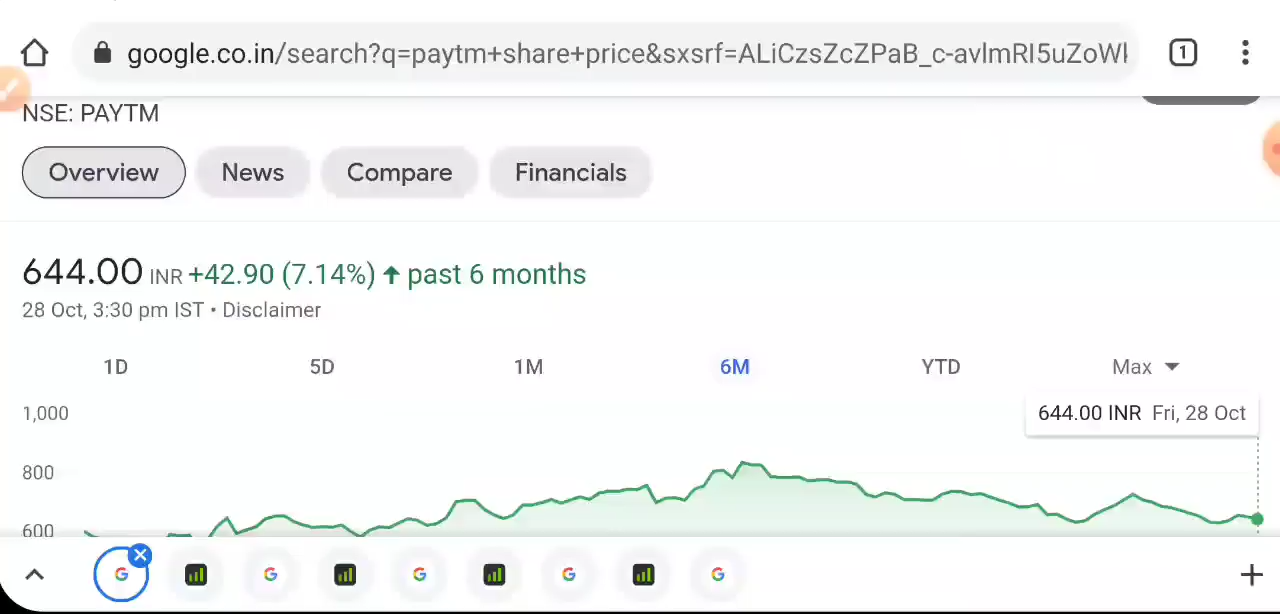 google.co.in/search?q=paytm+share+price&sxsrf=ALiCzsZcZPaB_c-avlmRI5uZoWl
1
NSE: PAYTM
Overview
News
Compare
Financials
644.00 INR +42.90 (7.14%) ↑ past 6 months
28 Oct, 3:30 pm IST • Disclaimer
1D
5D
1M
6M
YTD
Max
1,000
644.00 INR Fri, 28 Oct
800
600